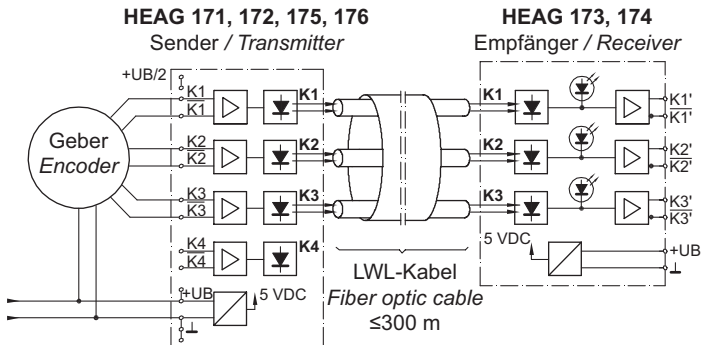 HEAG 171, 172, 175, 176
Sender / Transmitter
HEAG 173, 174
Empfänger / Receiver
+UB/2
K1
K1
K1
K1
K1'
K1'
Geber
Encoder
K2
K2
K2
K2
K2'
K2'
K3
K3
K3
K3
K3'
K3'
K4
K4
K4
5 VDC
+UB
⊥
LWL-Kabel
Fiber optic cable
≤300 m
+UB
5 VDC
⊥